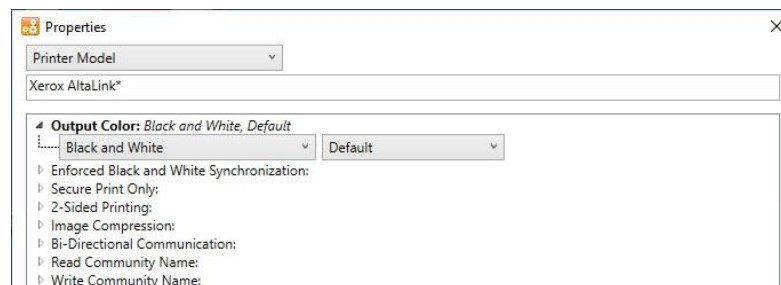 Properties
Printer Model
Xerox AltaLink*
Output Color: Black and White, Default
Black and White Default
Enforced Black and White Synchronization:
Secure Print Only:
2-Sided Printing:
Image Compression:
Bi-Directional Communication:
Read Community Name:
Write Community Name: